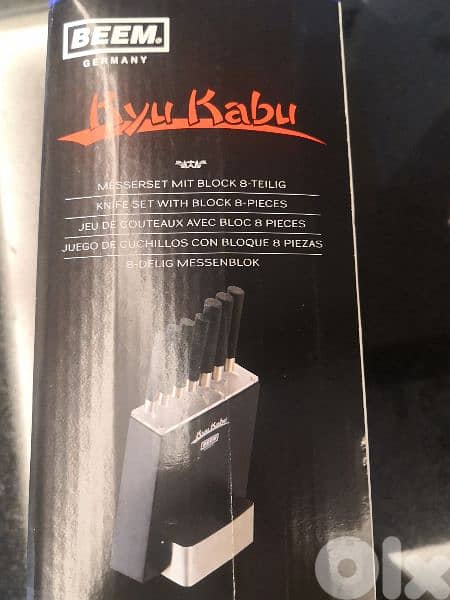 BEEM®
GERMANY
Ryu Kabu
MESSERSET MIT BLOCK 8-TEILIG
KNIFE SET WITH BLOCK 8-PIECES
JEU DE COUTEAUX AVEC BLOC 8 PIECES
JUEGO DE CUCHILLOS CON BLOQUE 8 PIEZAS
8-DELIG MESSENBLOK
Ryu Kabu
BEEM
Olx